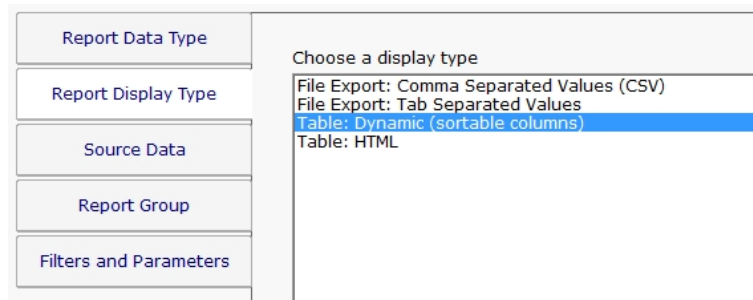 Report Data Type
Report Display Type
Source Data
Report Group
Filters and Parameters
Choose a display type
File Export: Comma Separated Values (CSV)
File Export: Tab Separated Values
Table: Dynamic (sortable columns)
Table: HTML